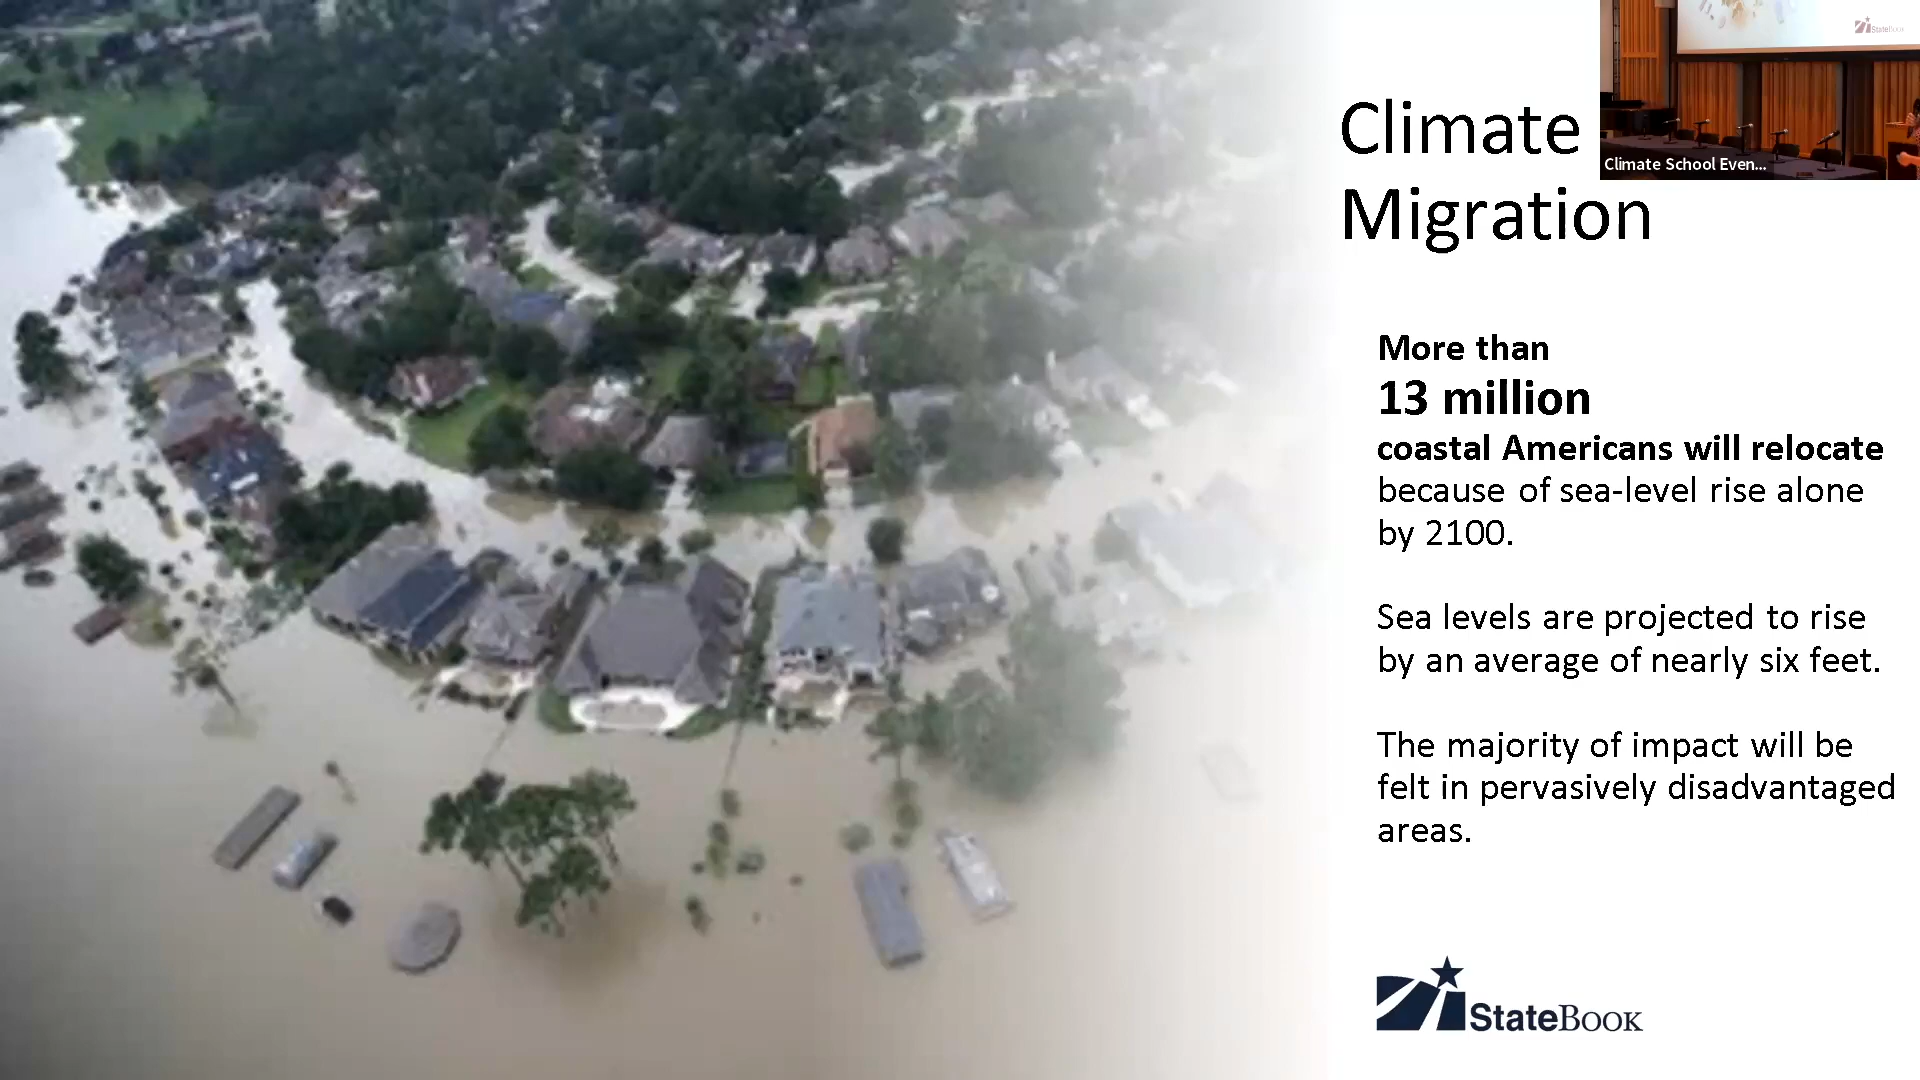 Climate
Migration
Climate School Even...
StateBook
More than
13 million
coastal Americans will relocate
because of sea-level rise alone
by 2100.
Sea levels are projected to rise
by an average of nearly six feet.
The majority of impact will be
felt in pervasively disadvantaged
areas.
StateBook